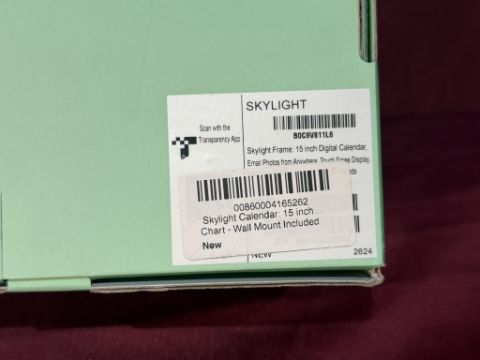 SKYLIGHT
Scan with the
Transparency App
B0C9V811L6
Skylight Frame: 15 inch Digital Calendar,
Email Photos from Anywhere, Touch Screen Display,
00860004165262
Skylight Calendar: 15 inch...
Chart - Wall Mount Included
New
NEW
2624